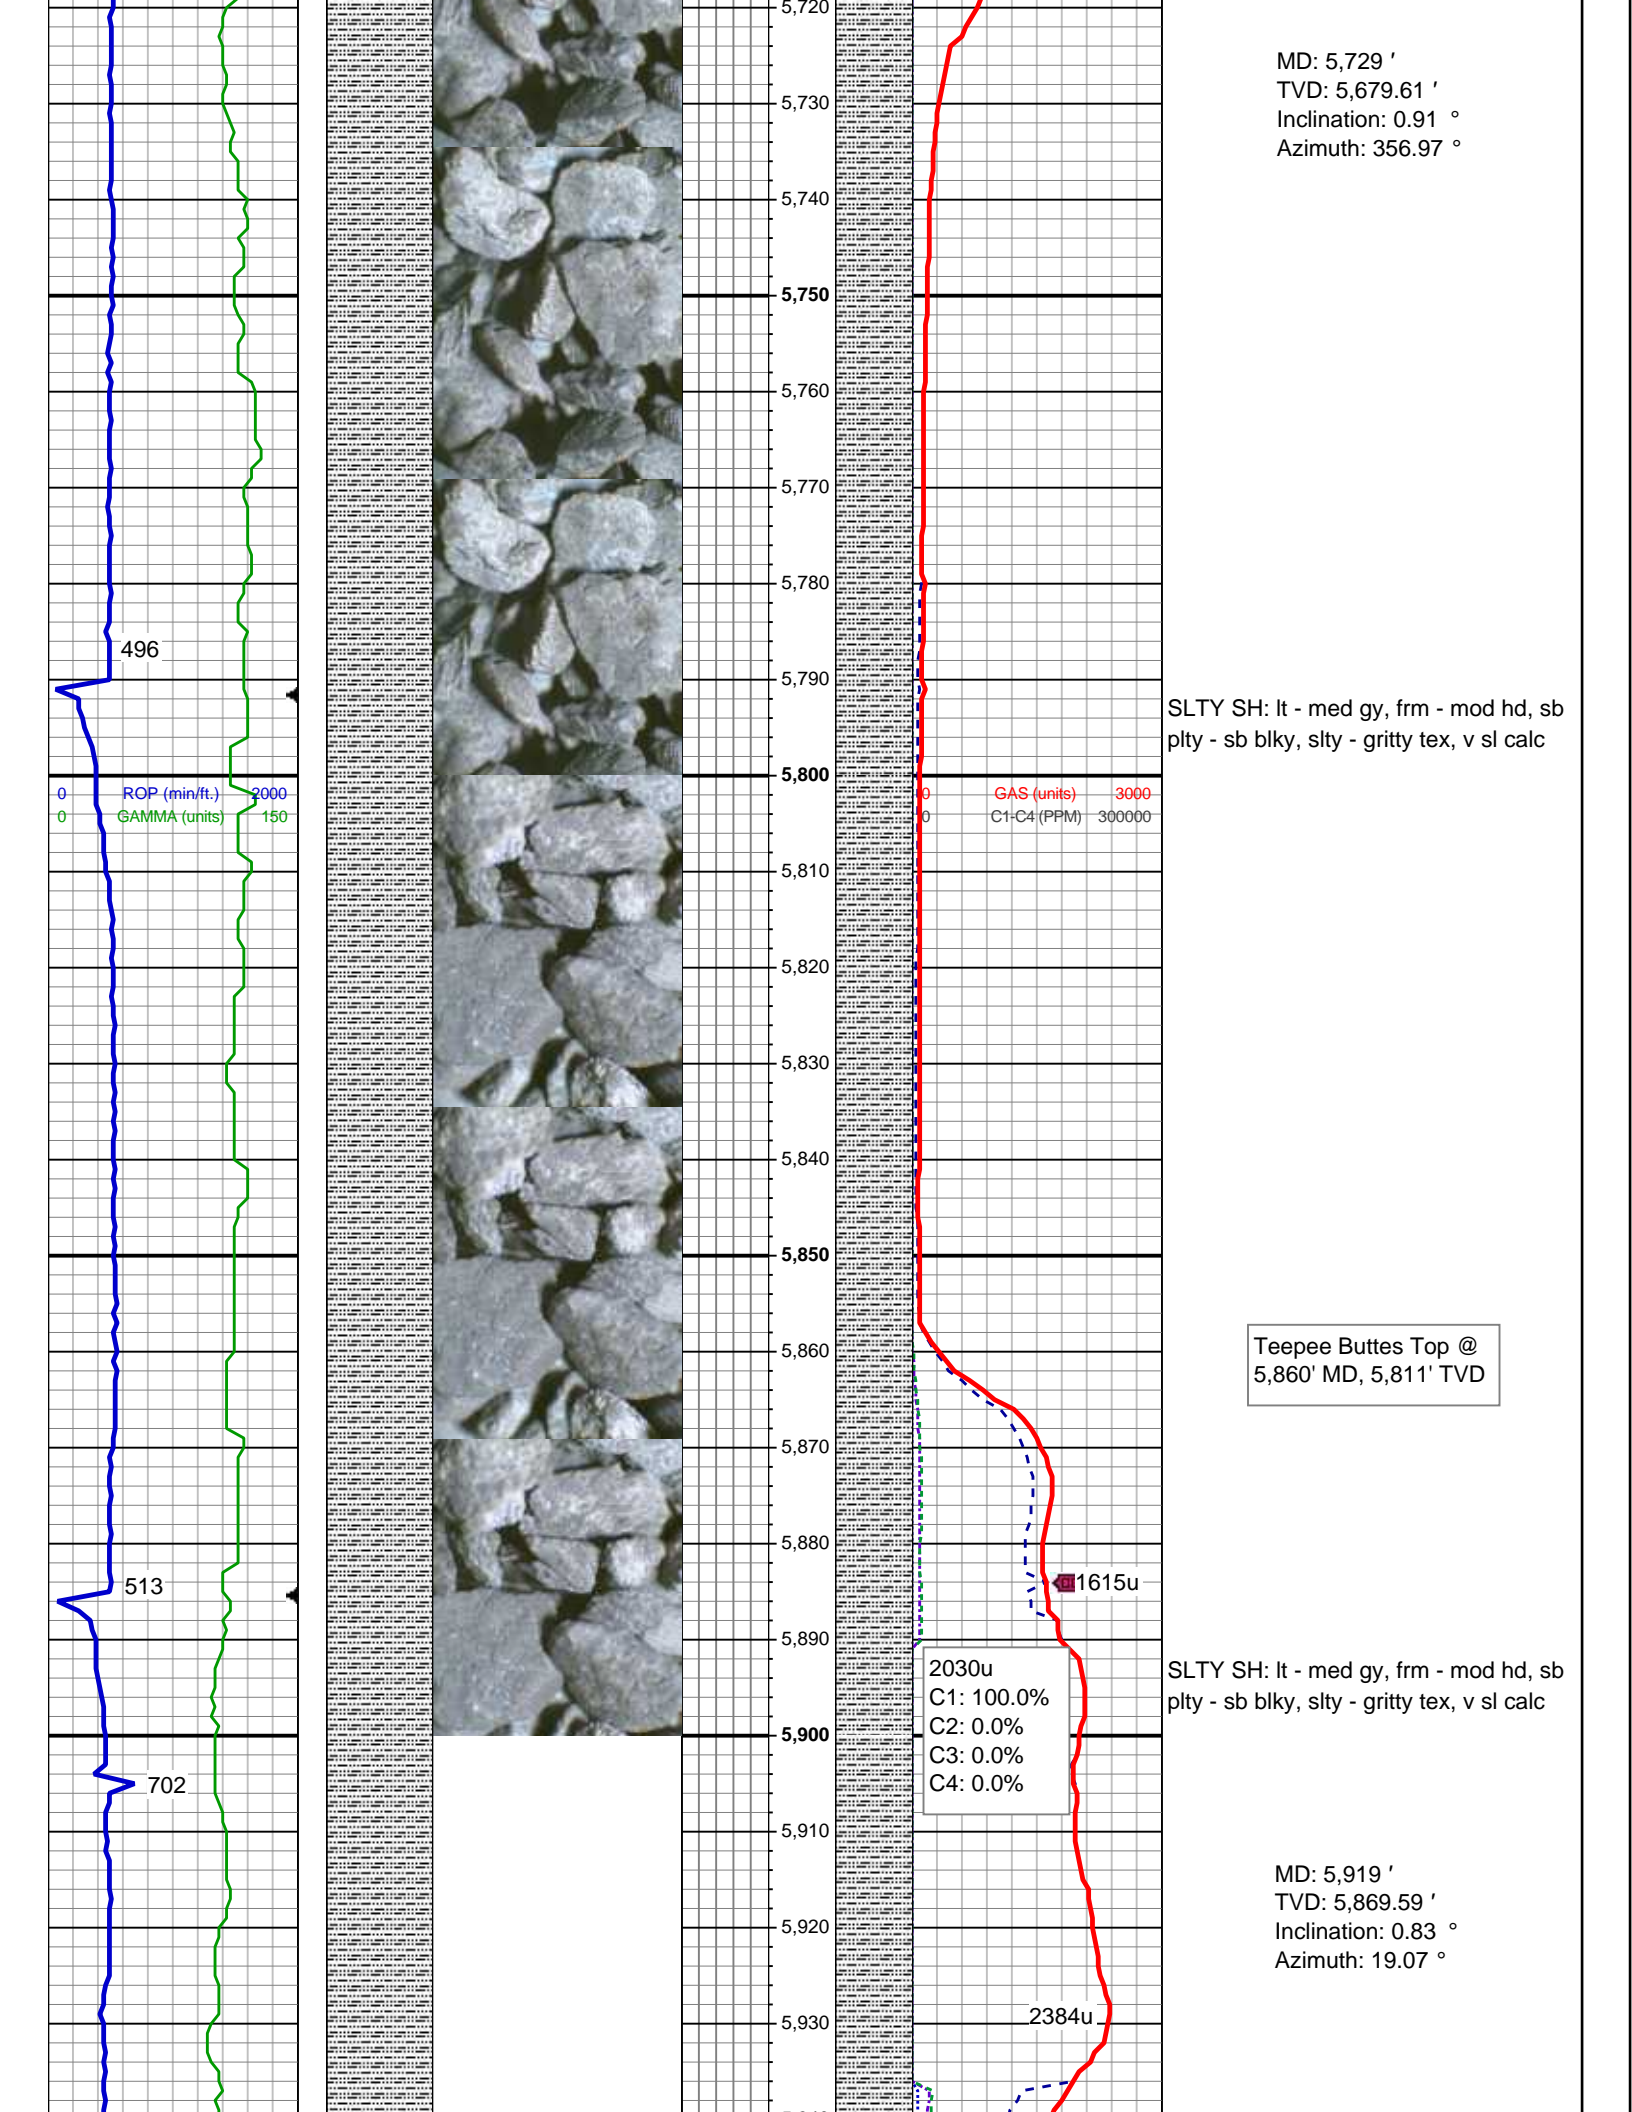 5,720
MD: 5,729 ′
TVD: 5,679.61 ′
Inclination: 0.91 °
Azimuth: 356.97 °
5,730
5,740
5,750
5,760
5,770
5,780
496
5,790
SLTY SH: lt - med gy, frm - mod hd, sb
plty - sb blky, slty - gritty tex, v sl calc
5,800
0 ROP (min/ft.) 2000
0 GAMMA (units) 150
0 GAS (units) 3000
0 C1-C4 (PPM) 300000
5,810
5,820
5,830
5,840
5,850
Teepee Buttes Top @
5,860' MD, 5,811' TVD
5,860
5,870
5,880
513
1615u
5,890
2030u
C1: 100.0%
C2: 0.0%
C3: 0.0%
C4: 0.0%
SLTY SH: lt - med gy, frm - mod hd, sb
plty - sb blky, slty - gritty tex, v sl calc
5,900
702
5,910
MD: 5,919 ′
TVD: 5,869.59 ′
Inclination: 0.83 °
Azimuth: 19.07 °
5,920
2384u
5,930